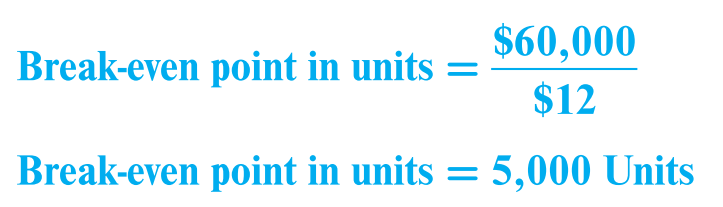 Break-even point in units = $60,000 / $12
Break-even point in units = 5,000 Units